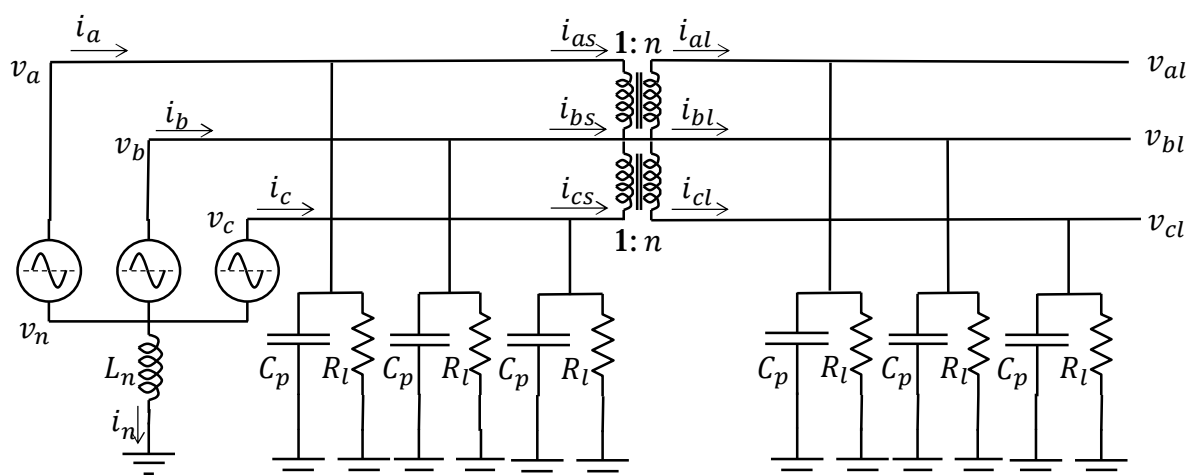 i_a i_as 1: n i_al
v_a v_al
i_b i_bs i_bl
v_b v_bl
i_c i_cs i_cl
v_c v_cl
1: n
v_n
L_n C_p R_l C_p R_l C_p R_l C_p R_l C_p R_l C_p R_l
i_n